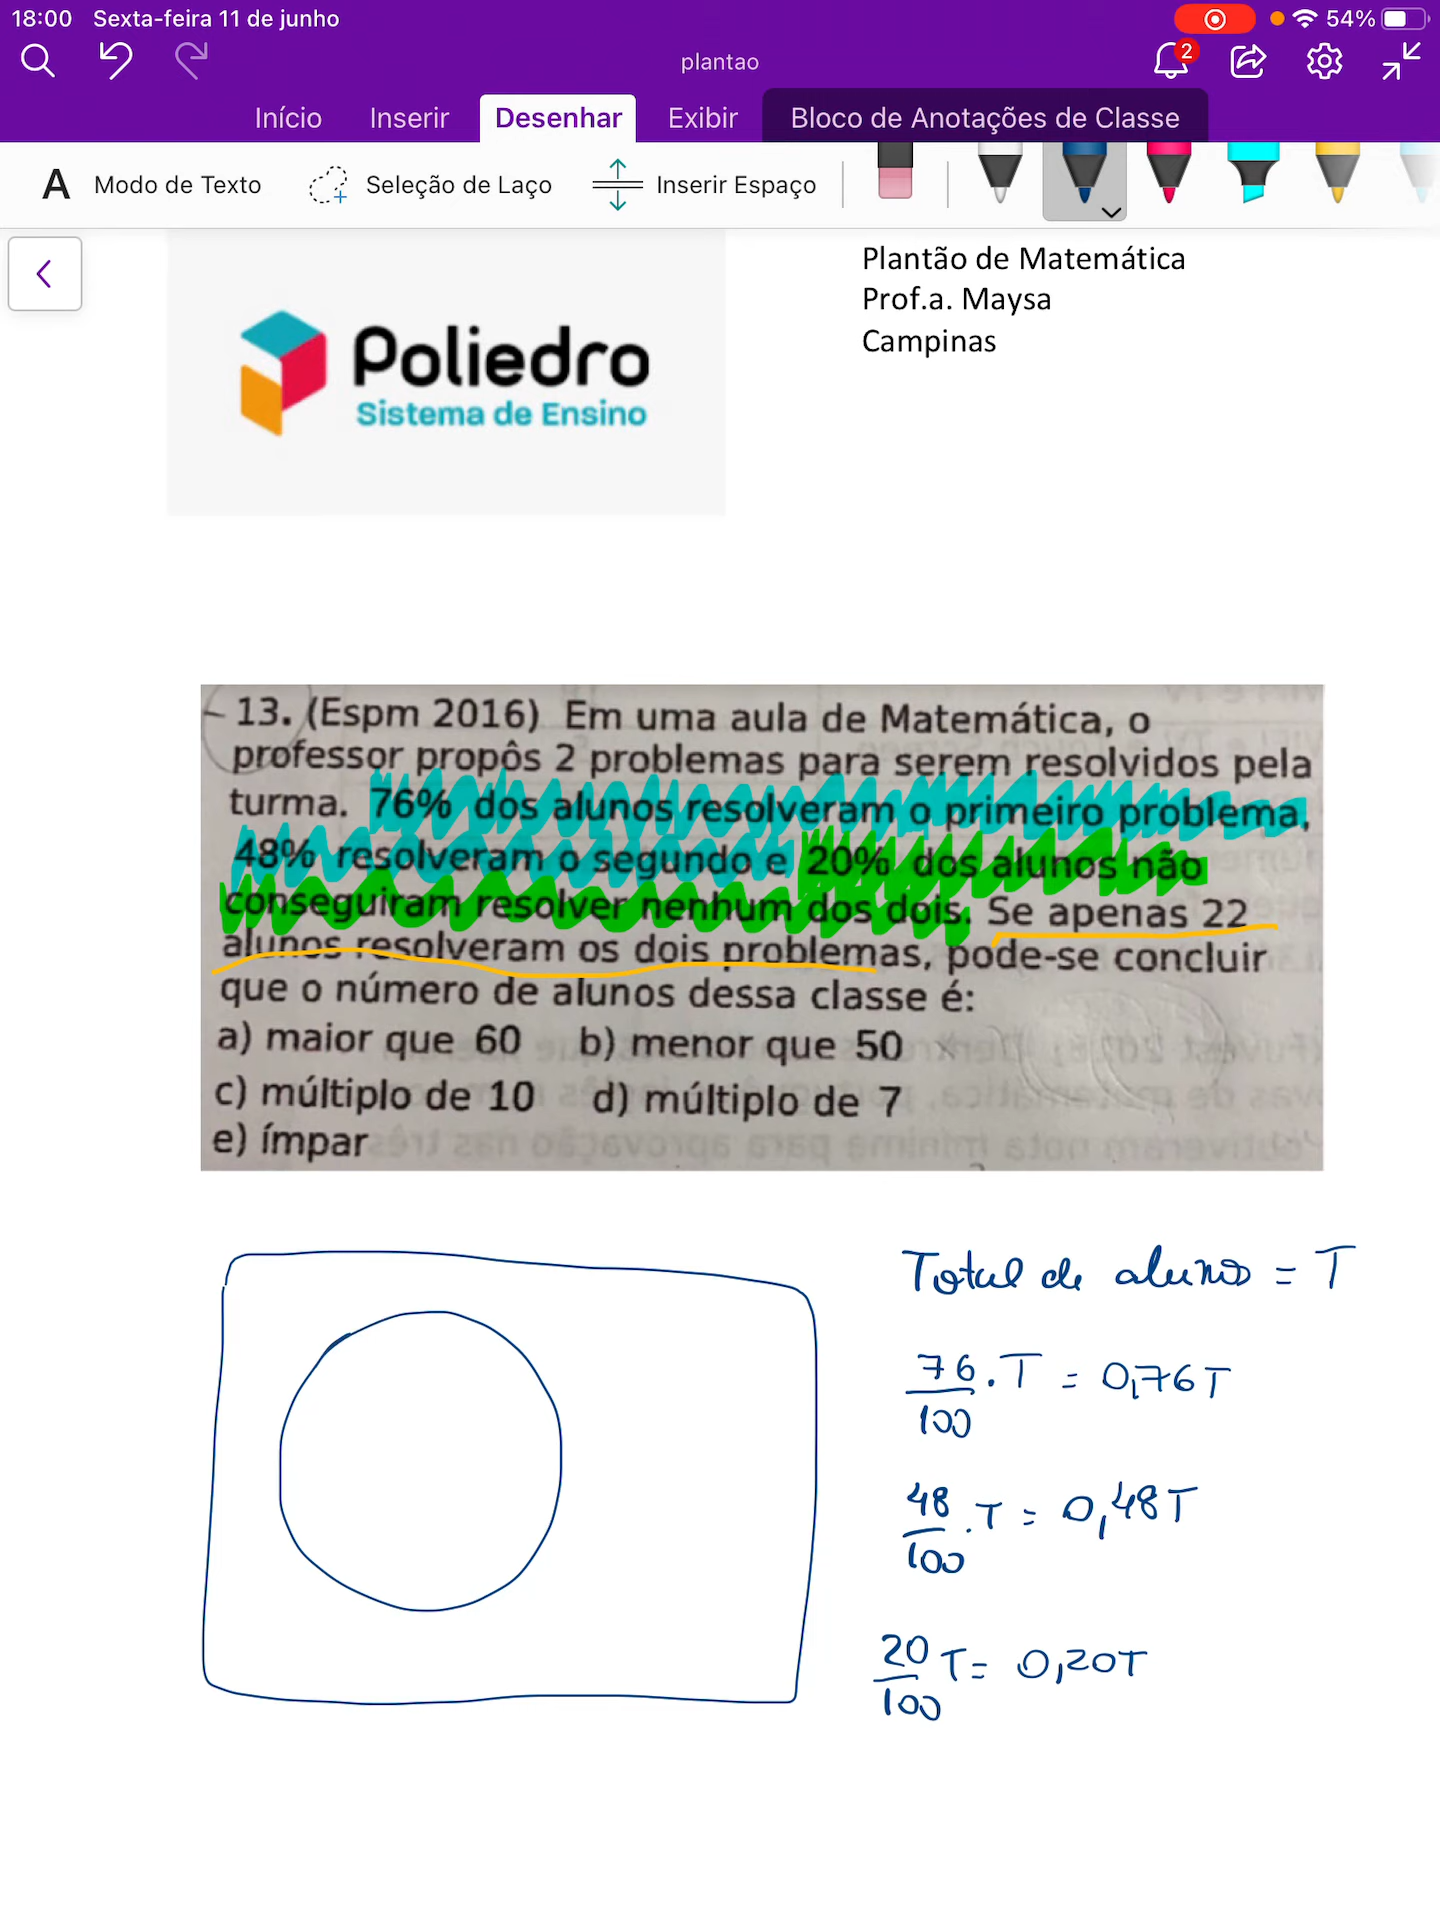 18:00 Sexta-feira 11 de junho
54%
plantao
2
Início Inserir Desenhar Exibir Bloco de Anotações de Classe
A Modo de Texto Seleção de Laço Inserir Espaço
Poliedro
Sistema de Ensino
Plantão de Matemática
Prof.a. Maysa
Campinas
13. (Espm 2016) Em uma aula de Matemática, o
professor propôs 2 problemas para serem resolvidos pela
turma. 76% dos alunos resolveram o primeiro problema,
48% resolveram o segundo e 20% dos alunos não
conseguiram resolver nenhum dos dois. Se apenas 22
alunos resolveram os dois problemas, pode-se concluir
que o número de alunos dessa classe é:
a) maior que 60 b) menor que 50
c) múltiplo de 10 d) múltiplo de 7
e) ímpar
Total de alunos = T
76/100 . T = 0,76T
48/100 . T = 0,48T
20/100 T = 0,20T